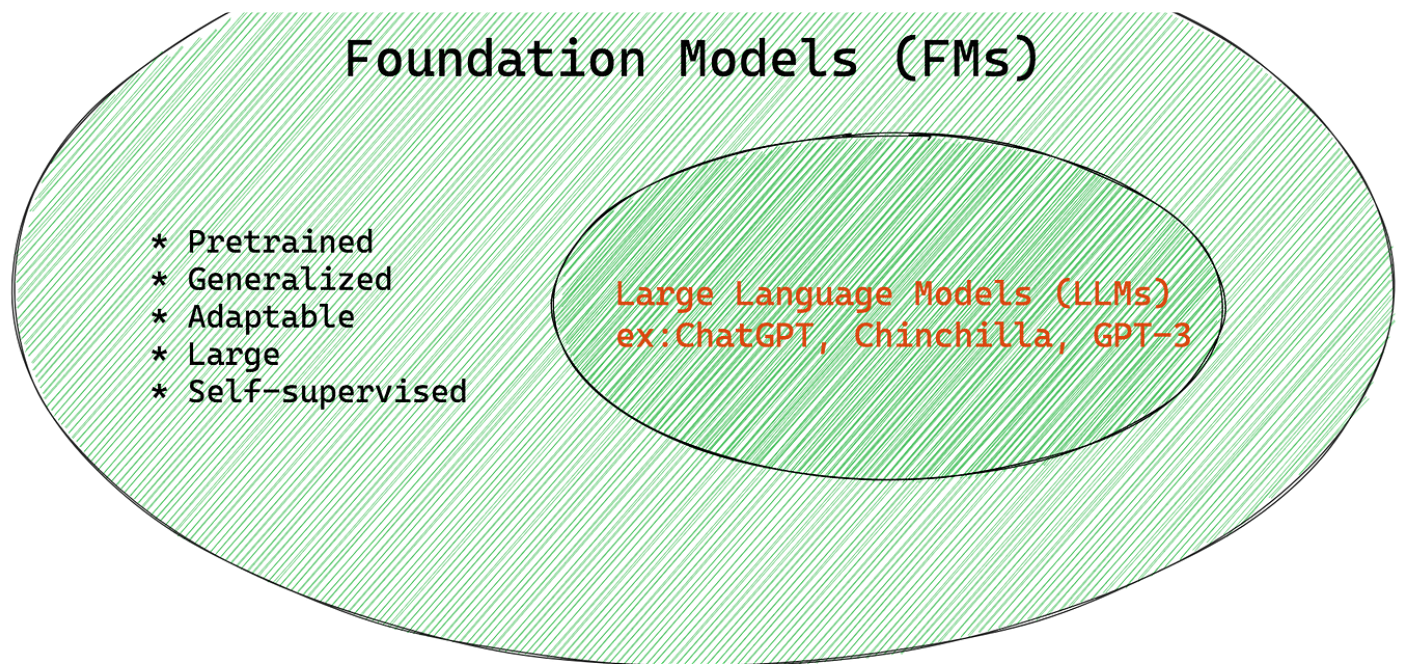 Foundation Models (FMs)
* Pretrained
* Generalized
* Adaptable
* Large
* Self-supervised
Large Language Models (LLMs)
ex:ChatGPT, Chinchilla, GPT-3